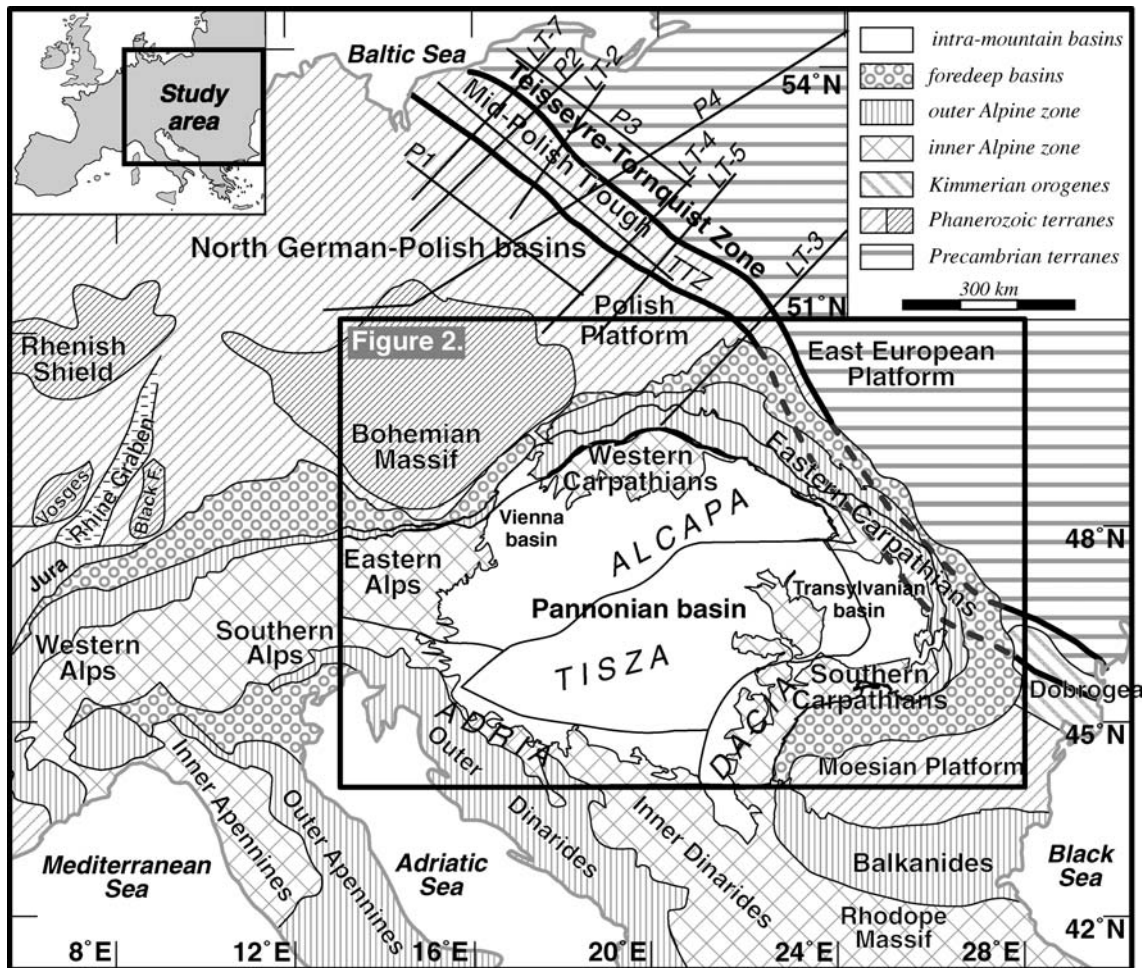 Study
area
Baltic Sea
intra-mountain basins
foredeep basins
outer Alpine zone
inner Alpine zone
Kimmerian orogenes
Phanerozoic terranes
Precambrian terranes
300 km
54°N
51°N
48°N
45°N
42°N
LT-7
P2
LT-2
P3
P4
LT-4
LT-5
LT-3
P1
Teisseyre-Tornquist Zone
Mid-Polish Trough
TTZ
North German-Polish basins
Polish
Platform
Figure 2.
East European
Platform
Rhenish
Shield
Bohemian
Massif
Vosges
Rhine Graben
Black F.
Jura
Western
Carpathians
Eastern Carpathians
Vienna
basin
ALCAPA
Eastern
Alps
Pannonian basin
Transylvanian
basin
Western
Alps
Southern
Alps
TISZA
Southern
Carpathians
Dobrogea
DACIA
ADRIA
Outer
Dinarides
Inner Dinarides
Moesian Platform
Inner Apennines
Outer Apennines
Mediterranean
Sea
Adriatic
Sea
Balkanides
Black
Sea
Rhodope
Massif
8°E
12°E
16°E
20°E
24°E
28°E